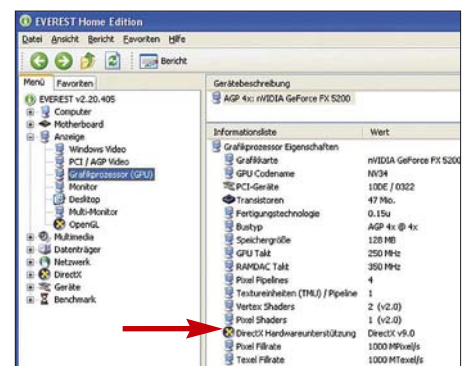 EVEREST Home Edition
Datei Ansicht Bericht Favoriten Hilfe
Bericht
Menü Favoriten
EVEREST v2.20.405
Computer
Motherboard
Anzeige
Windows Video
PCI / AGP Video
Grafikprozessor (GPU)
Monitor
Desktop
Multi-Monitor
OpenGL
Multimedia
Datenträger
Netzwerk
DirectX
Geräte
Benchmark
Gerätebeschreibung
AGP 4x: nVIDIA GeForce FX 5200
Informationsliste Wert
Grafikprozessor Eigenschaften
Grafikkarte nVIDIA GeForce FX 5200
GPU Codename NV34
PCI-Geräte 10DE / 0322
Transistoren 47 Mio.
Fertigungstechnologie 0.15u
Bustyp AGP 4x @ 4x
Speichergröße 128 MB
GPU Takt 250 MHz
RAMDAC Takt 350 MHz
Pixel Pipelines 4
Textureinheiten (TMU) / Pipeline 1
Vertex Shaders 2 (v2.0)
Pixel Shaders 1 (v2.0)
DirectX Hardwareunterstützung DirectX v9.0
Pixel Fillrate 1000 MPixel/s
Texel Fillrate 1000 MTexel/s